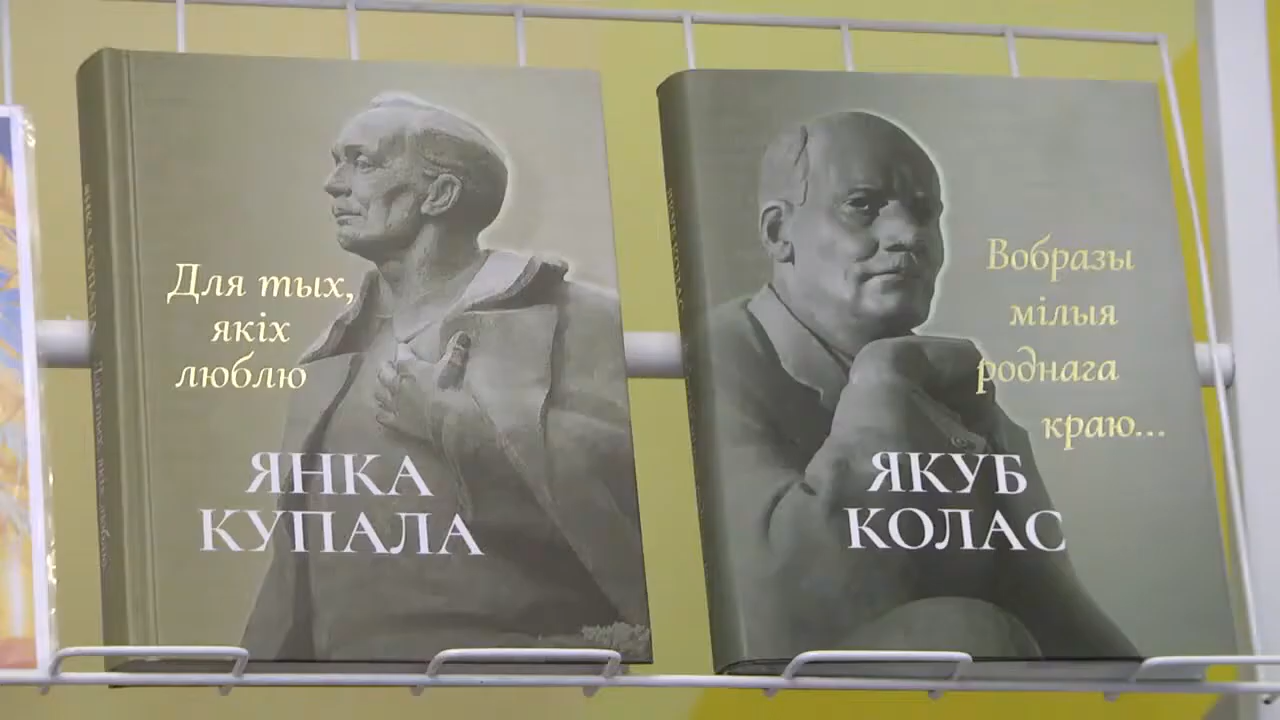 Для тых,
якіх
люблю
ЯНКА
КУПАЛА
Вобразы
мілыя
роднага
краю...
ЯКУБ
КОЛАС